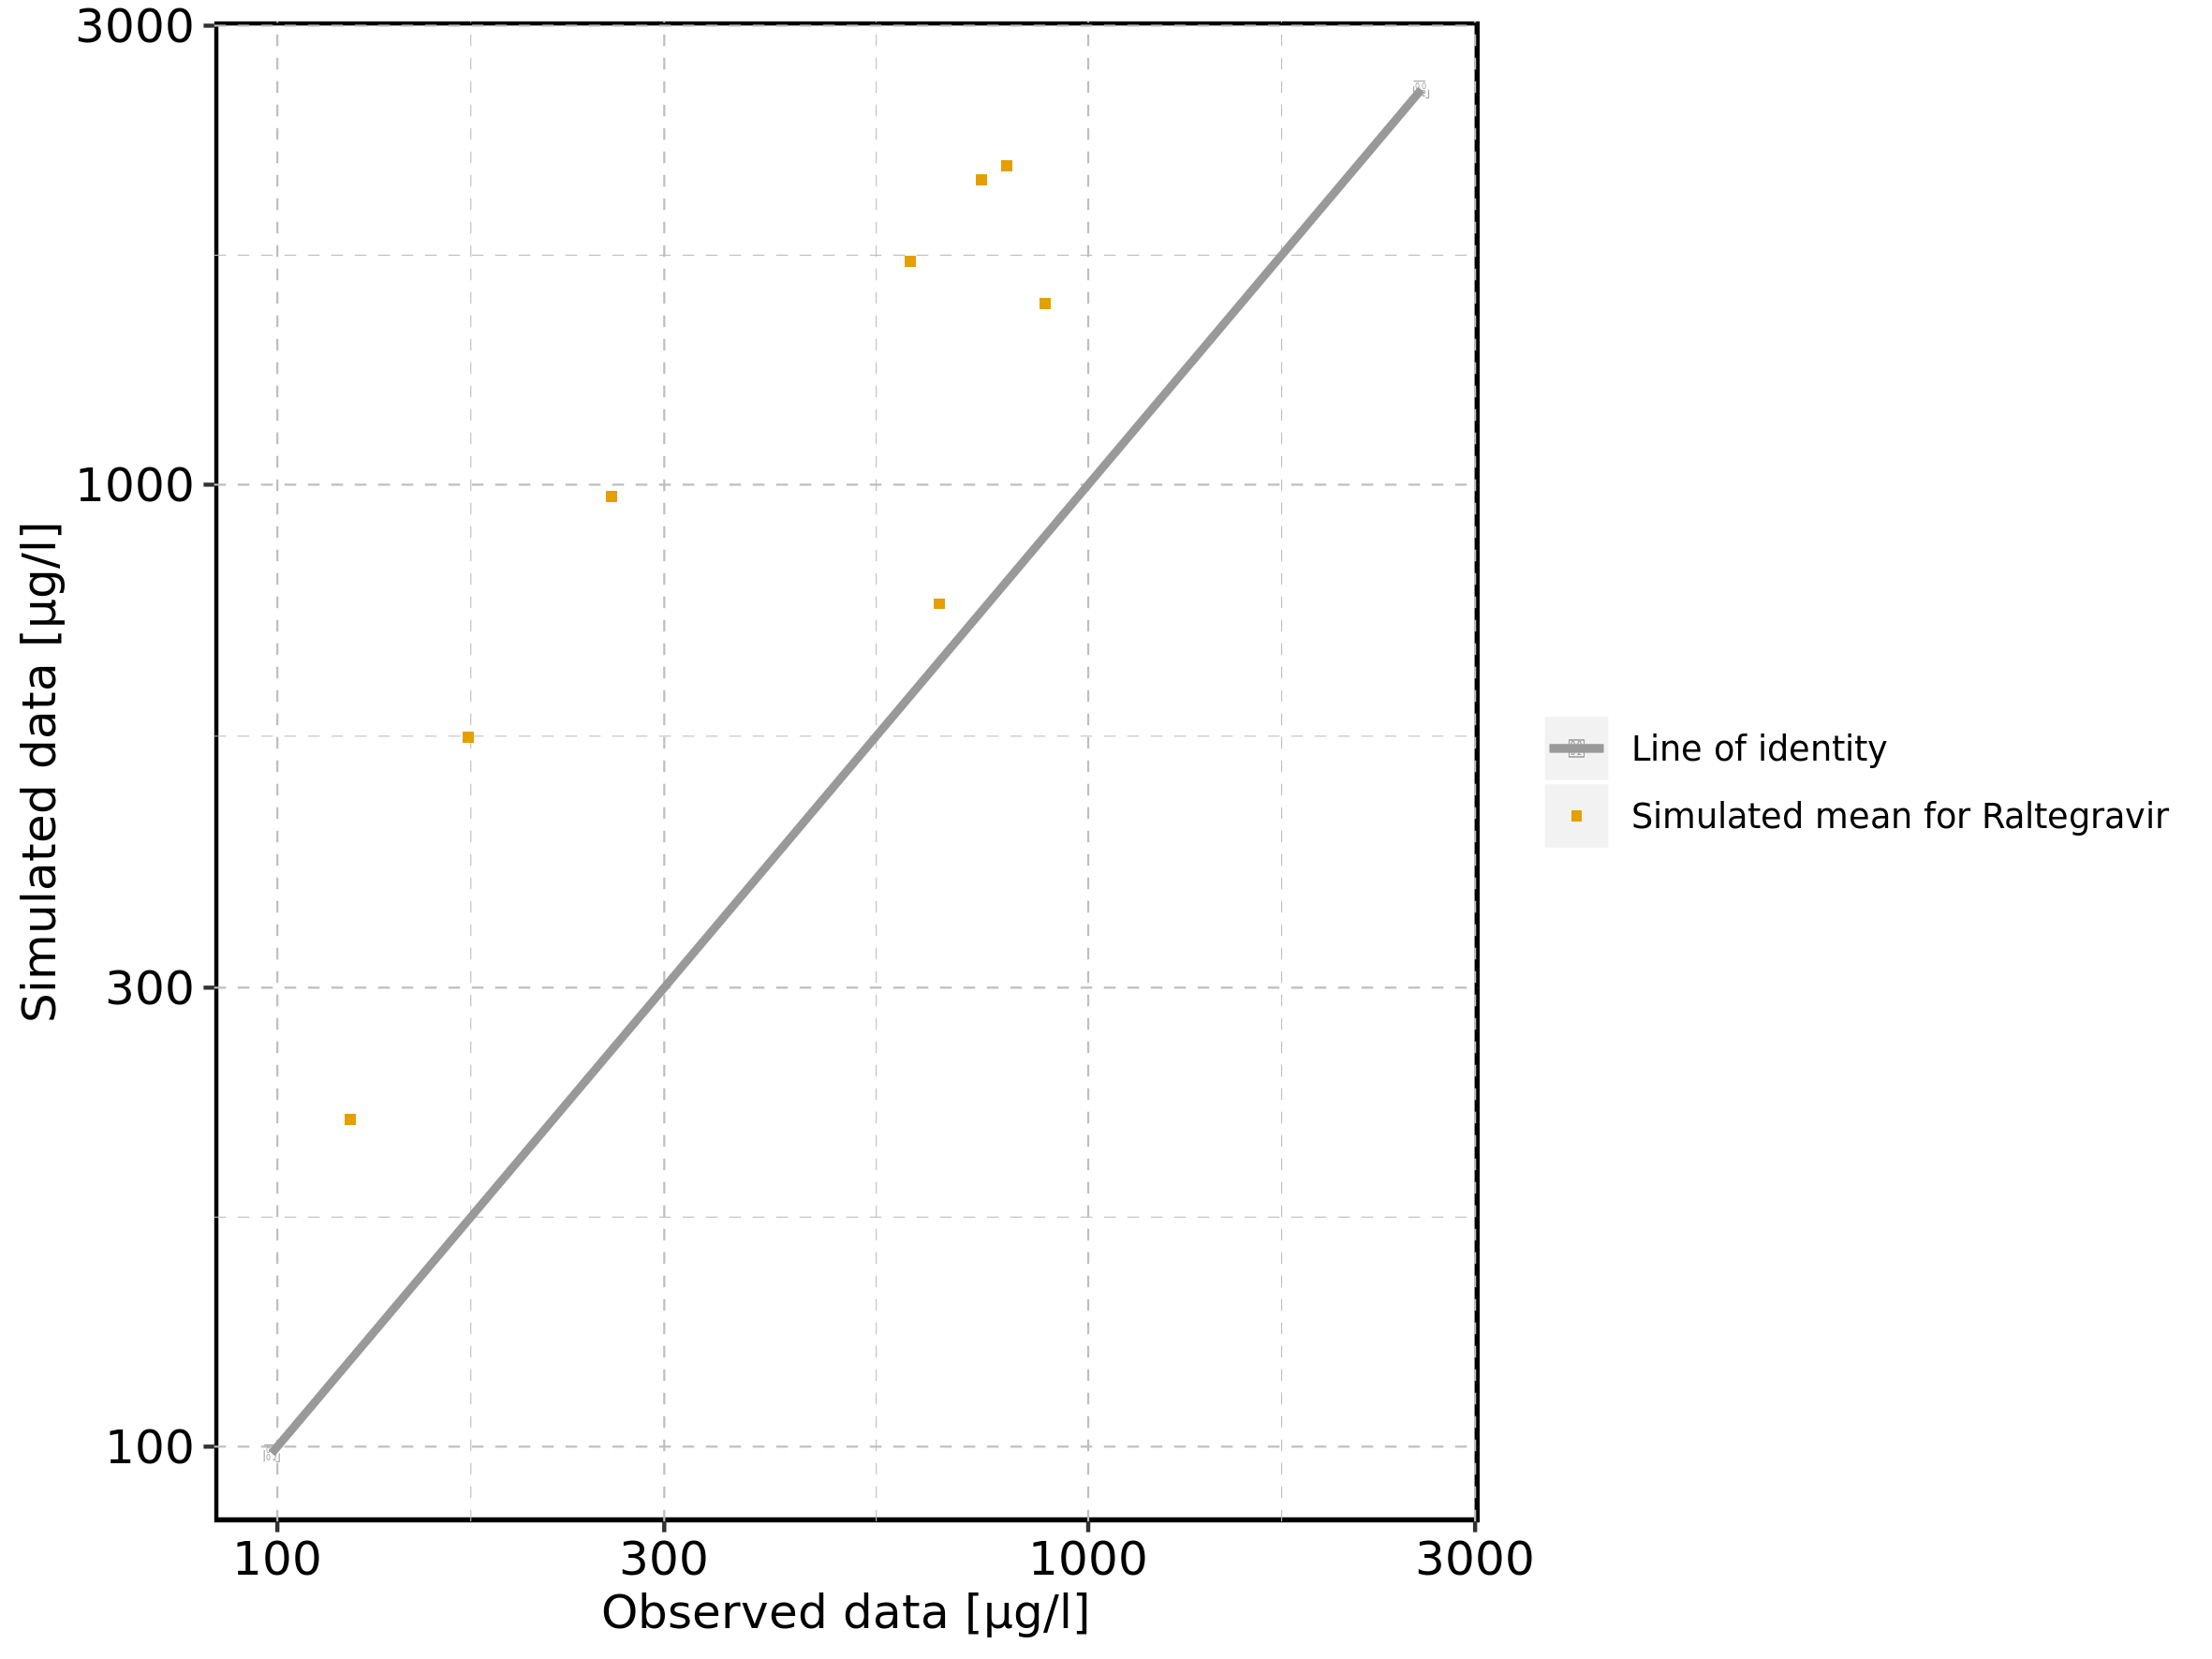 3000
1000
300
100
Simulated data [µg/l]
100 300 1000 3000
Observed data [µg/l]
Line of identity
Simulated mean for Raltegravir